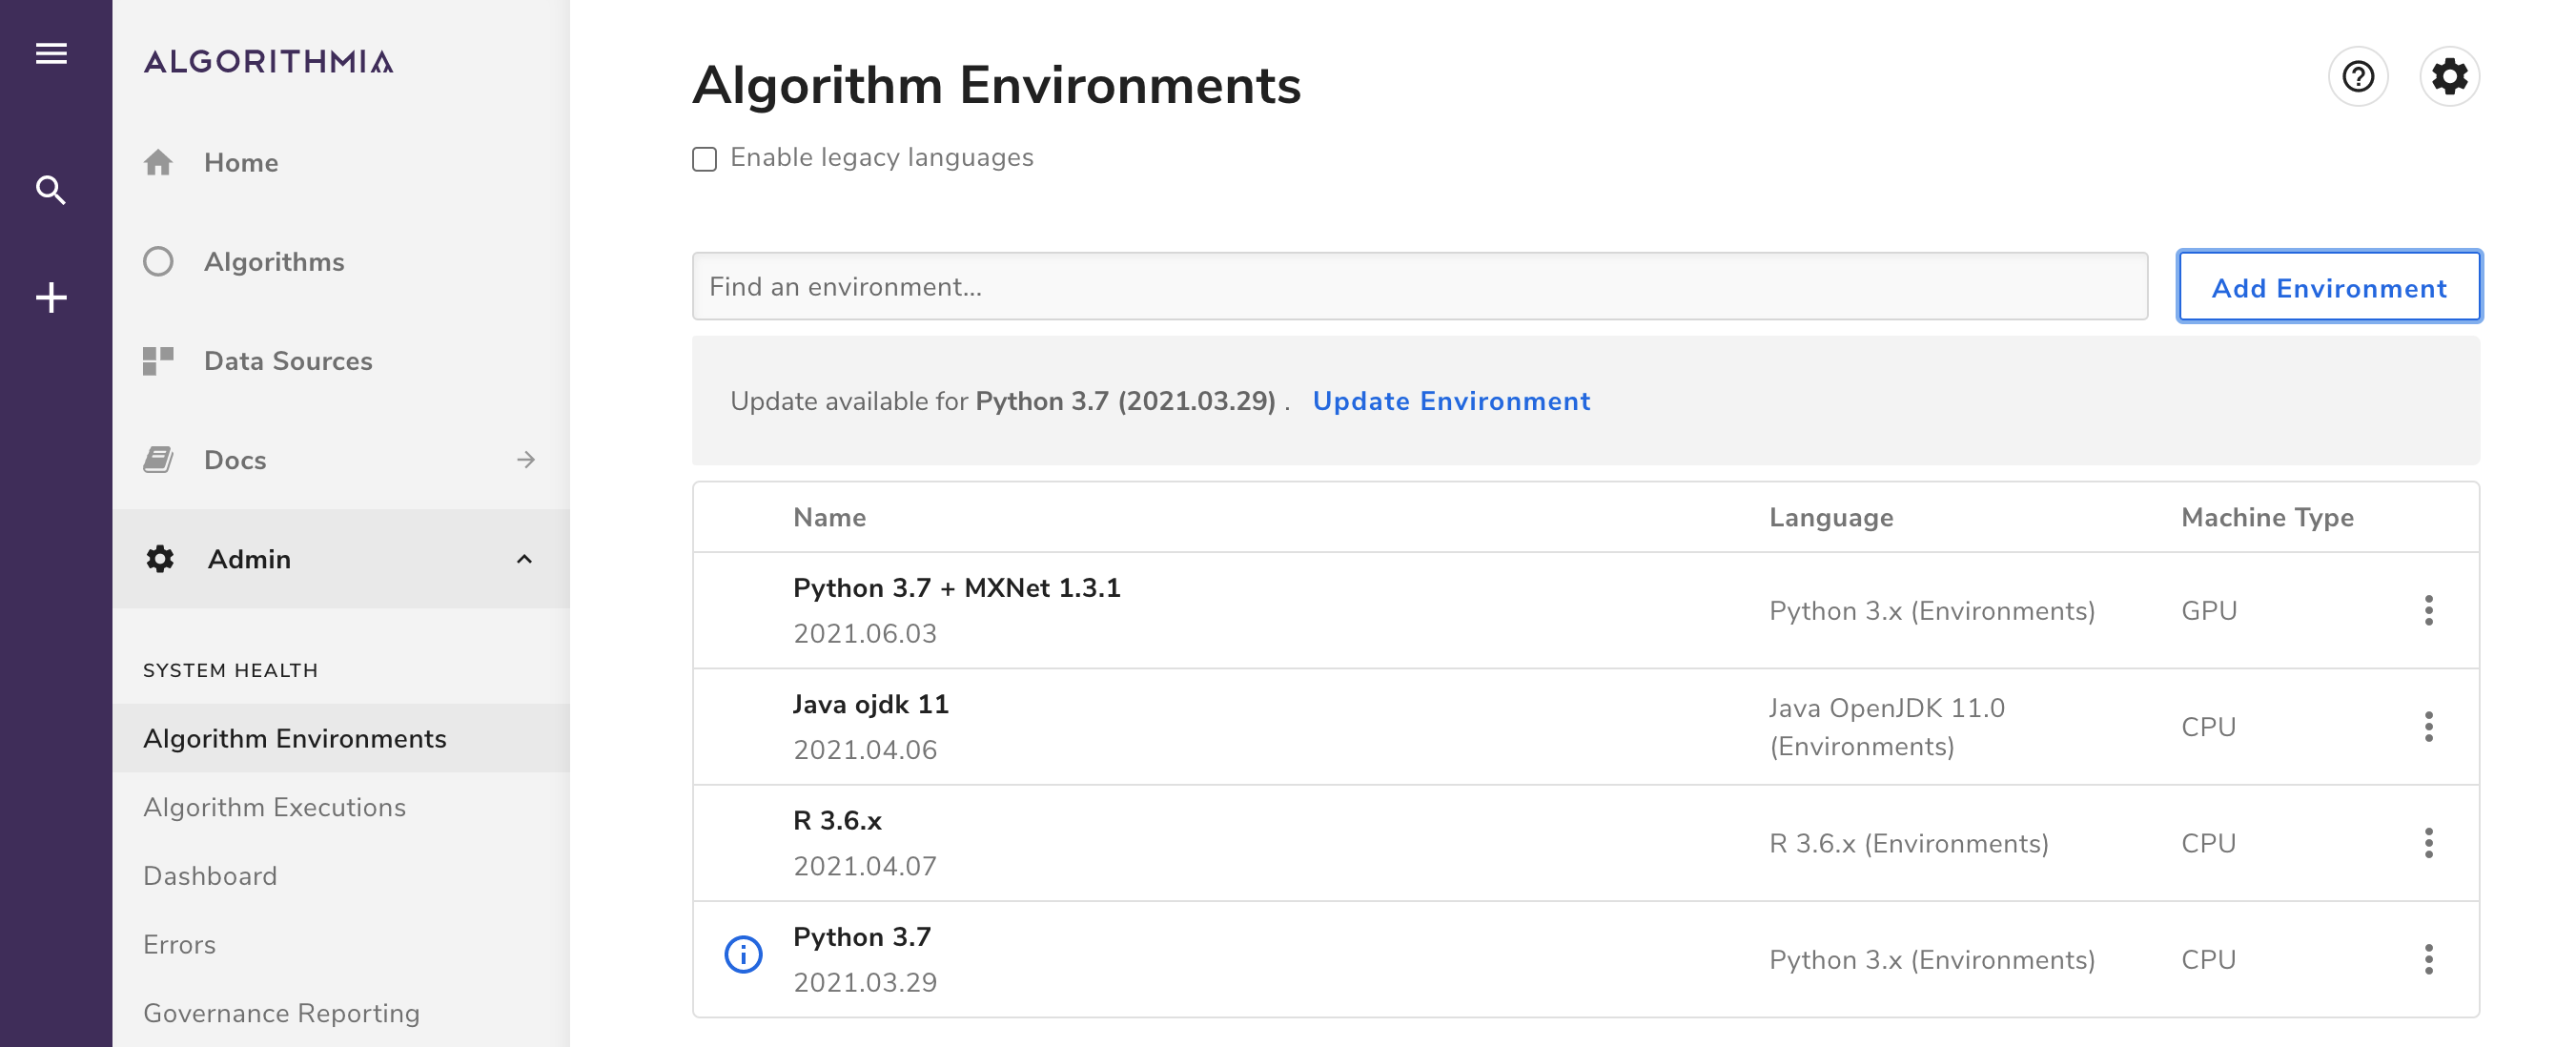 ALGORITHMIA
Home
Algorithms
Data Sources
Docs
Admin
SYSTEM HEALTH
Algorithm Environments
Algorithm Executions
Dashboard
Errors
Governance Reporting
Algorithm Environments
Enable legacy languages
Find an environment...
Add Environment
Update available for Python 3.7 (2021.03.29) . Update Environment
Name Language Machine Type
Python 3.7 + MXNet 1.3.1
2021.06.03
Python 3.x (Environments)
GPU
Java ojdk 11
2021.04.06
Java OpenJDK 11.0
(Environments)
CPU
R 3.6.x
2021.04.07
R 3.6.x (Environments)
CPU
Python 3.7
2021.03.29
Python 3.x (Environments)
CPU